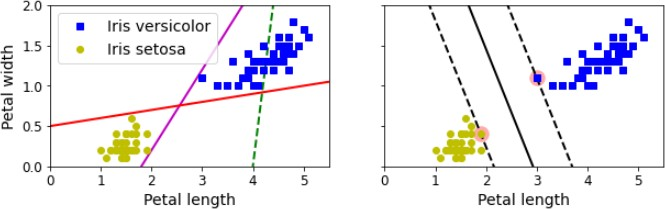 2.0
1.5
1.0
0.5
0.0
Petal width
Iris versicolor
Iris setosa
0 1 2 3 4 5
Petal length
0 1 2 3 4 5
Petal length